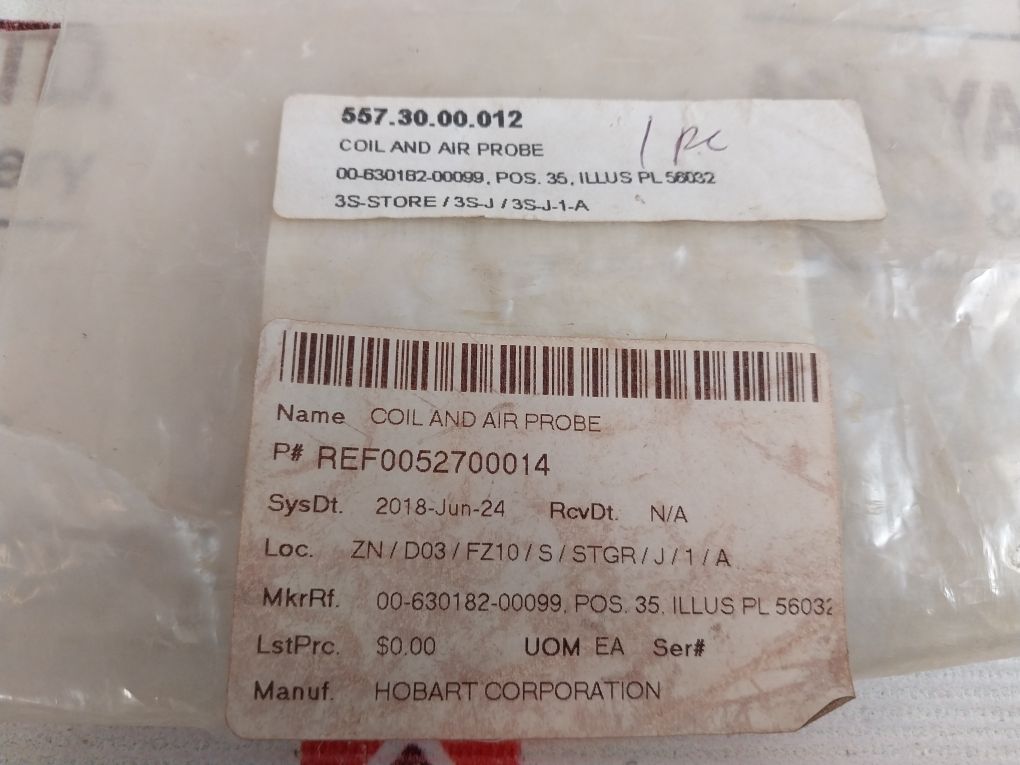 557.30.00.012
1 PC
COIL AND AIR PROBE
00-630182-00099, POS. 35, ILLUS PL 56032
3S-STORE / 3S-J / 3S-J-1-A
Name COIL AND AIR PROBE
P# REF0052700014
SysDt. 2018-Jun-24 RcvDt. N/A
Loc. ZN / D03 / FZ10 / S / STGR / J / 1 / A
MkrRf. 00-630182-00099, POS. 35, ILLUS PL 56032
LstPrc. $0.00 UOM EA Ser#
Manuf. HOBART CORPORATION